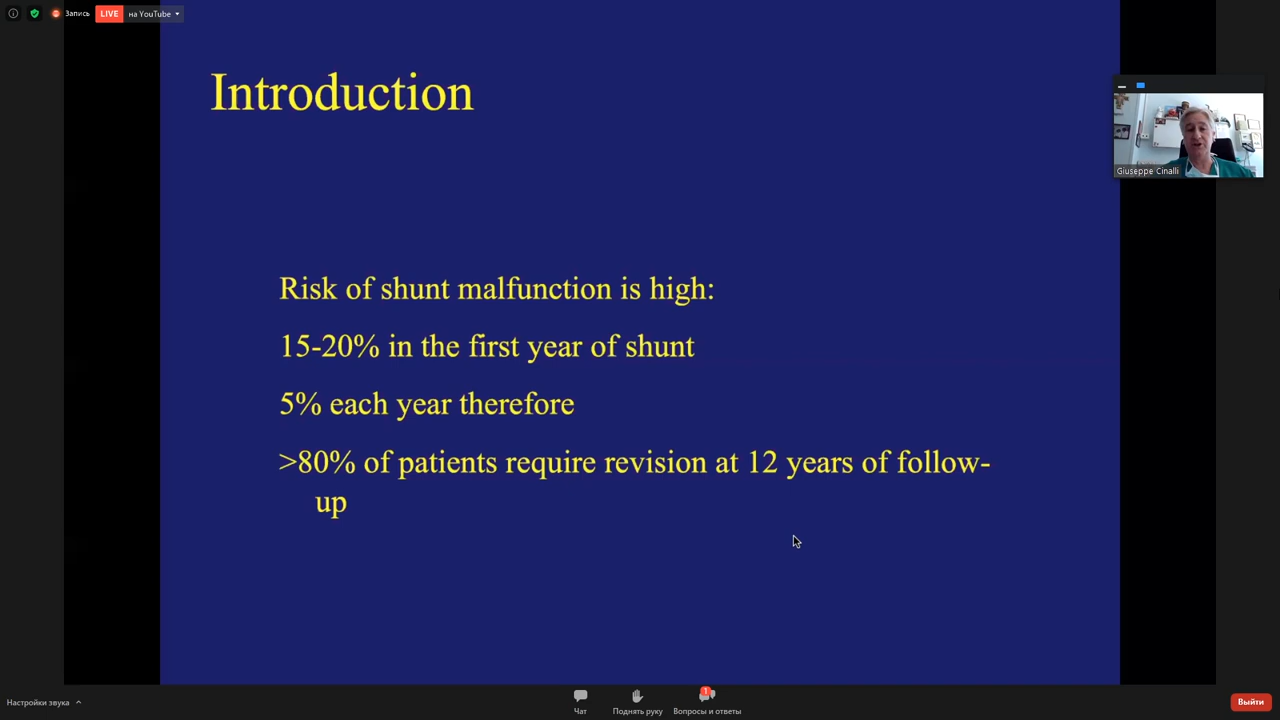 Запись
LIVE
на YouTube
Introduction
Giuseppe Cinalli
Risk of shunt malfunction is high:
15-20% in the first year of shunt
5% each year therefore
>80% of patients require revision at 12 years of follow-
up
Настройки звука
Чат
Поднять руку
1
Вопросы и ответы
Выйти